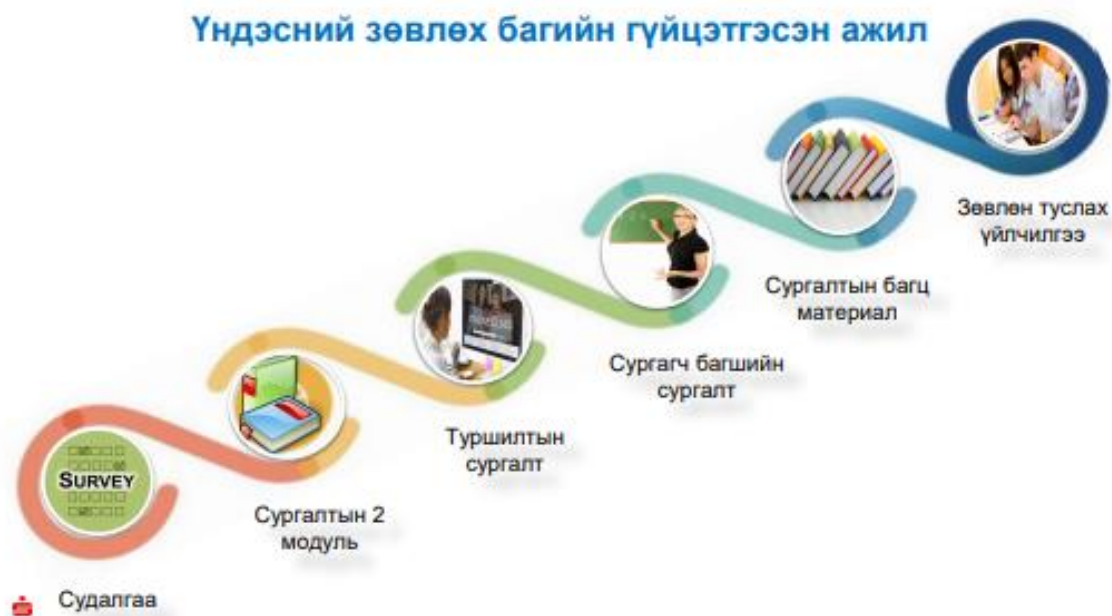 Үндэсний зөвлөх багийн гүйцэтгэсэн ажил
Зөвлөн туслах
үйлчилгээ
Сургалтын багц
материал
Сургагч багшийн
сургалт
Туршилтын
сургалт
Сургалтын 2
модуль
SURVEY
Судалгаа